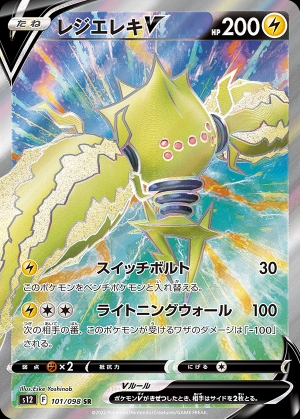 たね
レジエレキV
HP 200
スイッチボルト 30
このポケモンをベンチポケモンと入れ替える。
ライトニングウォール 100
次の相手の番、このポケモンが受けるワザのダメージは「-100」される。
弱点 ×2 抵抗力 にげる
Illus.Eske Yoshinob
s12 F 101/098 SR
Vルール
ポケモンVがきぜつしたとき、相手はサイドを2枚とる。